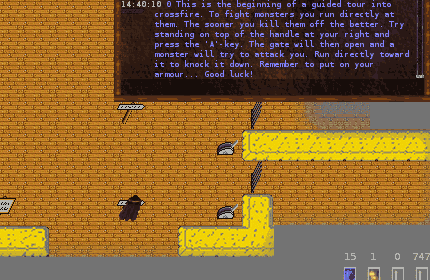 14:40:10 0 This is the beginning of a guided tour into
crossfire. To fight monsters you run directly at
them. The sooner you kill them off the better. Try
standing on top of the handle at your right and
press the 'A'-key. The gate will then open and a
monster will try to attack you. Run directly toward
it to knock it down. Remember to put on your
armour... Good luck!
15 1 0 747